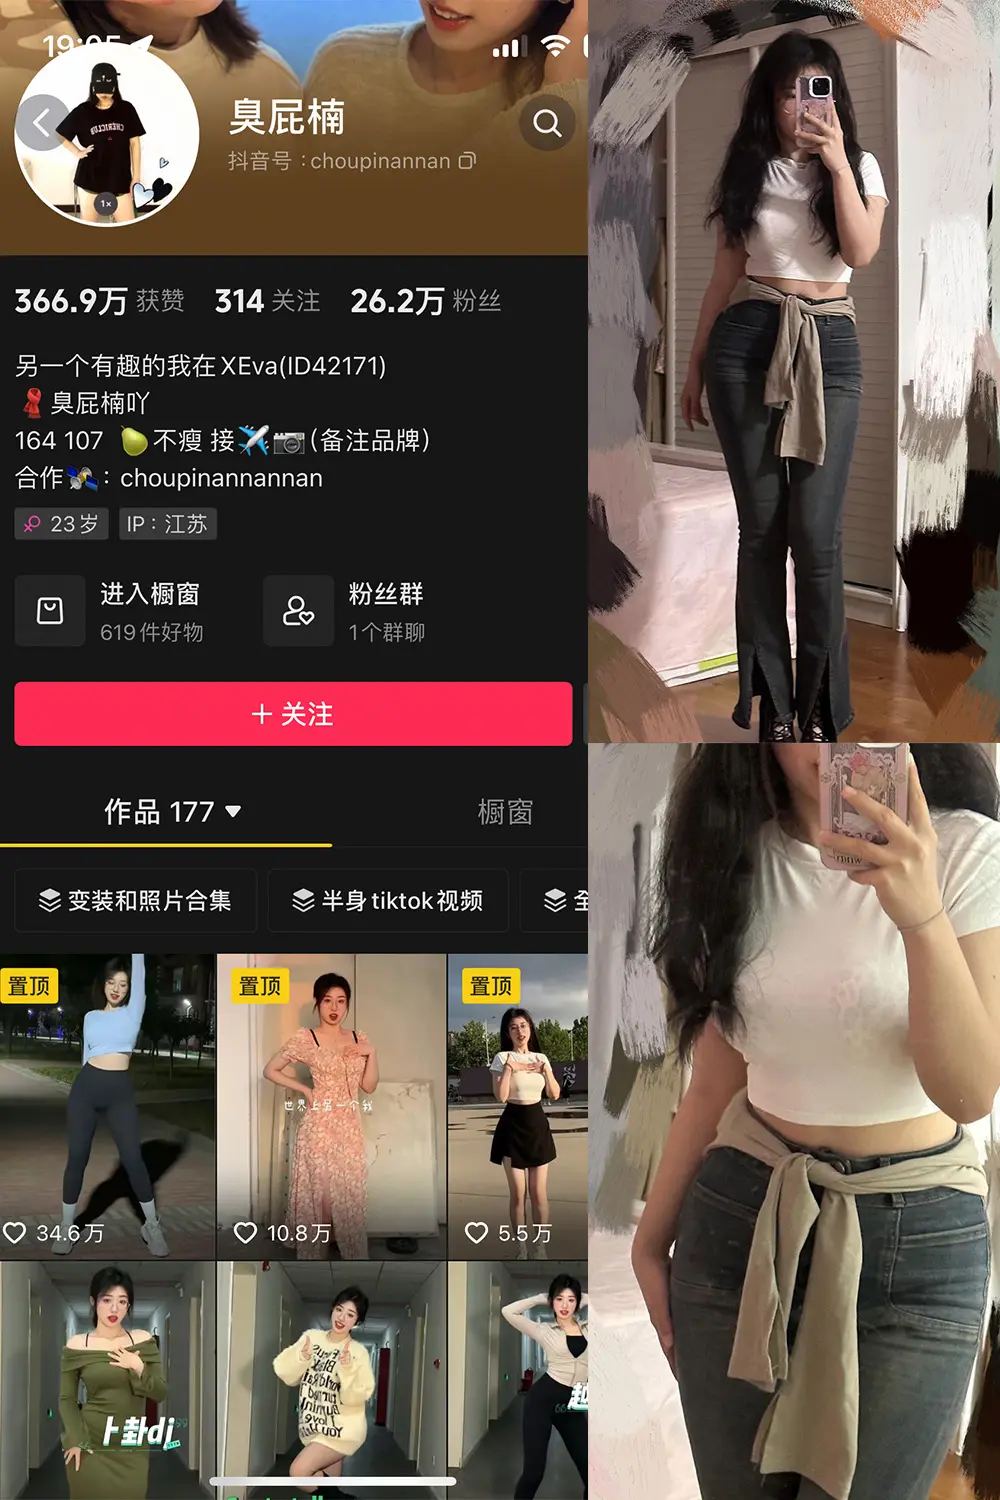 19:05
臭屁楠
抖音号：choupinannan
1×
366.9万 获赞 314 关注 26.2万 粉丝
另一个有趣的我在XEva(ID42171)
臭屁楠吖
164 107 🍐不瘦 接✈️📷(备注品牌)
合作🛰️：choupinannannan
♀ 23岁 IP：江苏
进入橱窗 粉丝群
619件好物 1个群聊
+ 关注
作品 177 ▼ 橱窗
变装和照片合集 半身tiktok视频 全
置顶 置顶 置顶
世界上另一个我
34.6万 10.8万 5.5万
卜卦dj